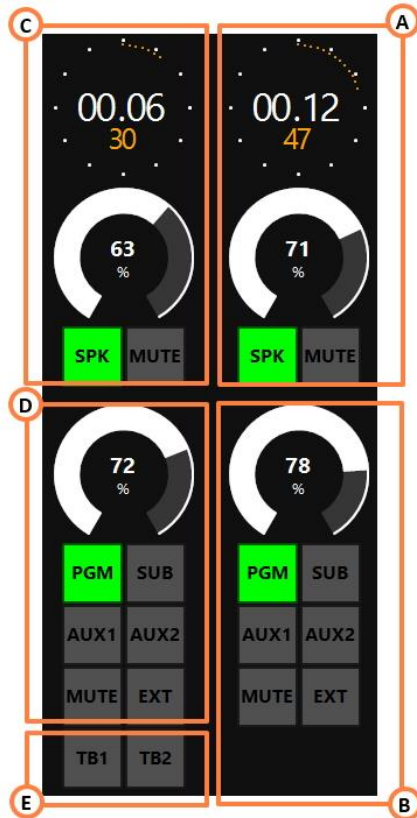 C
A
00.06
30
00.12
47
63
%
71
%
SPK MUTE
SPK MUTE
D
72
%
78
%
PGM SUB
PGM SUB
AUX1 AUX2
AUX1 AUX2
MUTE EXT
MUTE EXT
TB1 TB2
E
B